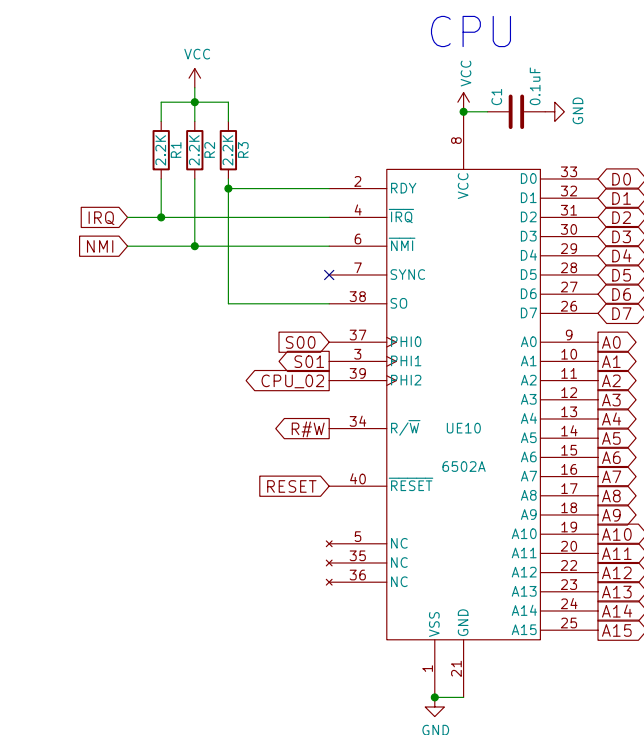 CPU
VCC
VCC
C1
0.1uF
GND
2.2K
R1
2.2K
R2
2.2K
R3
8
VCC
2 RDY
IRQ 4 IRQ
NMI 6 NMI
7 SYNC
38 SO
S00 37 PHI0
S01 3 PHI1
CPU_02 39 PHI2
R#W 34 R/W
UE10
6502A
RESET 40 RESET
5 NC
35 NC
36 NC
D0 33 D0
D1 32 D1
D2 31 D2
D3 30 D3
D4 29 D4
D5 28 D5
D6 27 D6
D7 26 D7
A0 9 A0
A1 10 A1
A2 11 A2
A3 12 A3
A4 13 A4
A5 14 A5
A6 15 A6
A7 16 A7
A8 17 A8
A9 18 A9
A10 19 A10
A11 20 A11
A12 22 A12
A13 23 A13
A14 24 A14
A15 25 A15
VSS
GND
1
21
GND